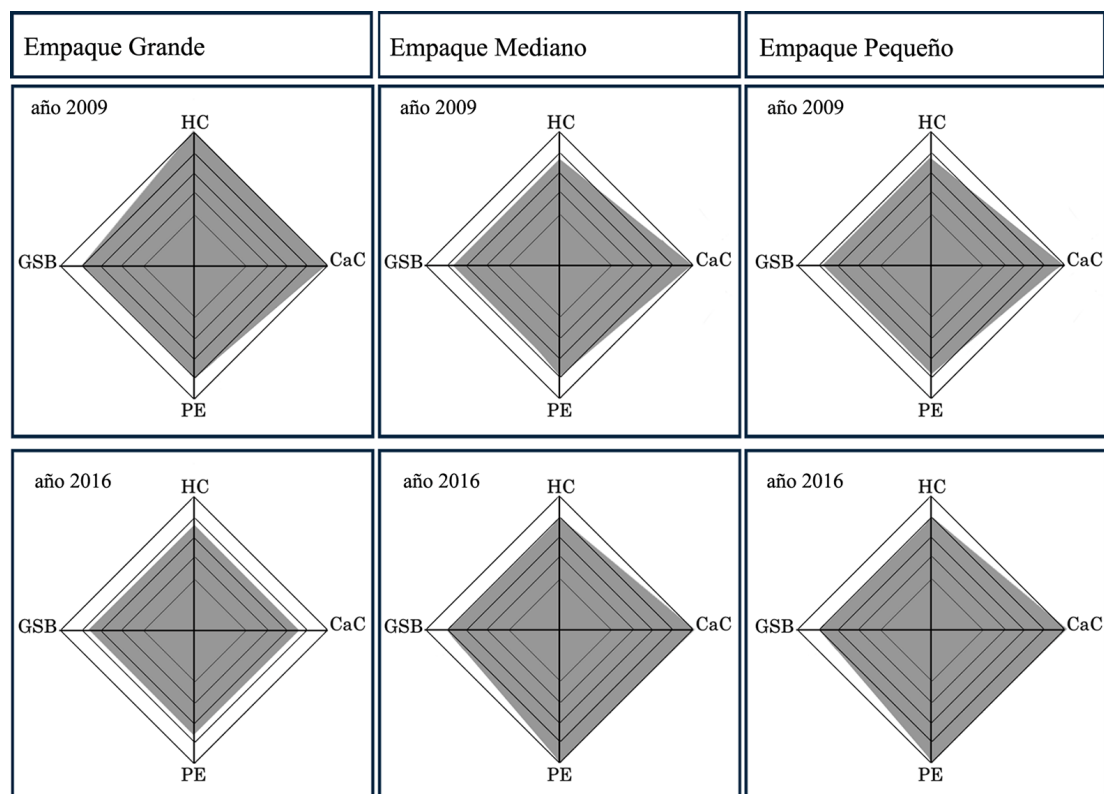 Empaque Grande
Empaque Mediano
Empaque Pequeño
año 2009
HC
GSB
CaC
PE
año 2009
HC
GSB
CaC
PE
año 2009
HC
GSB
CaC
PE
año 2016
HC
GSB
CaC
PE
año 2016
HC
GSB
CaC
PE
año 2016
HC
GSB
CaC
PE